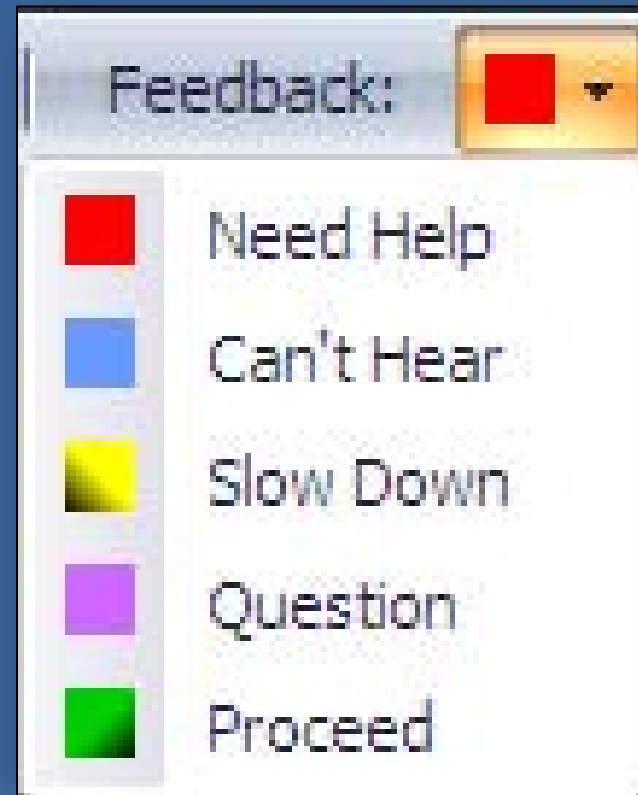 Feedback:
Need Help
Can't Hear
Slow Down
Question
Proceed